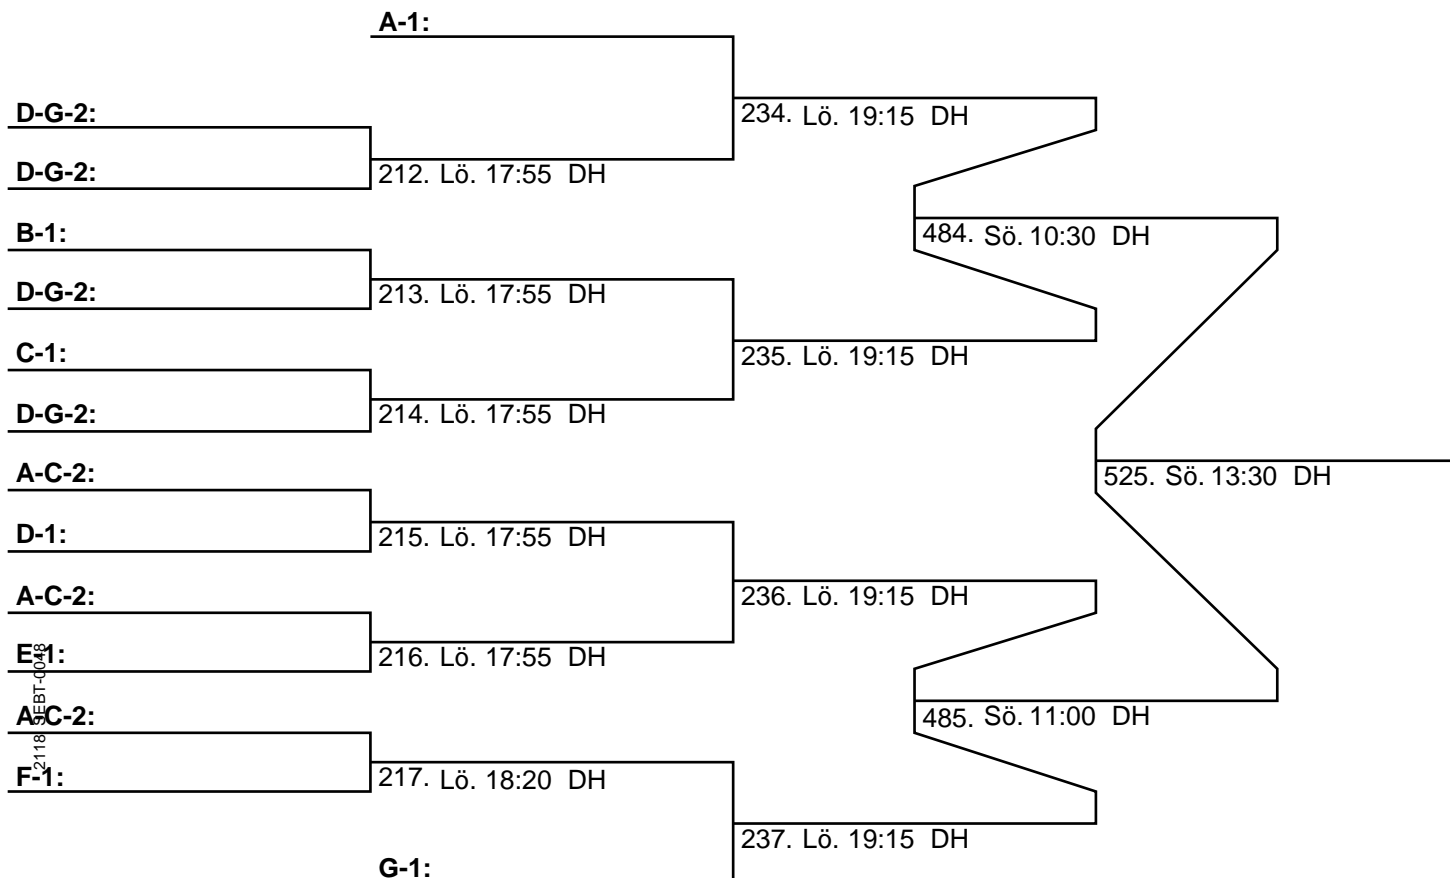 A-1:
D-G-2:
234. Lö. 19:15 DH
D-G-2:
212. Lö. 17:55 DH
B-1:
484. Sö. 10:30 DH
D-G-2:
213. Lö. 17:55 DH
C-1:
235. Lö. 19:15 DH
D-G-2:
214. Lö. 17:55 DH
A-C-2:
525. Sö. 13:30 DH
D-1:
215. Lö. 17:55 DH
A-C-2:
236. Lö. 19:15 DH
E-1:
216. Lö. 17:55 DH
A-C-2:
485. Sö. 11:00 DH
F-1:
217. Lö. 18:20 DH
237. Lö. 19:15 DH
G-1:
2118